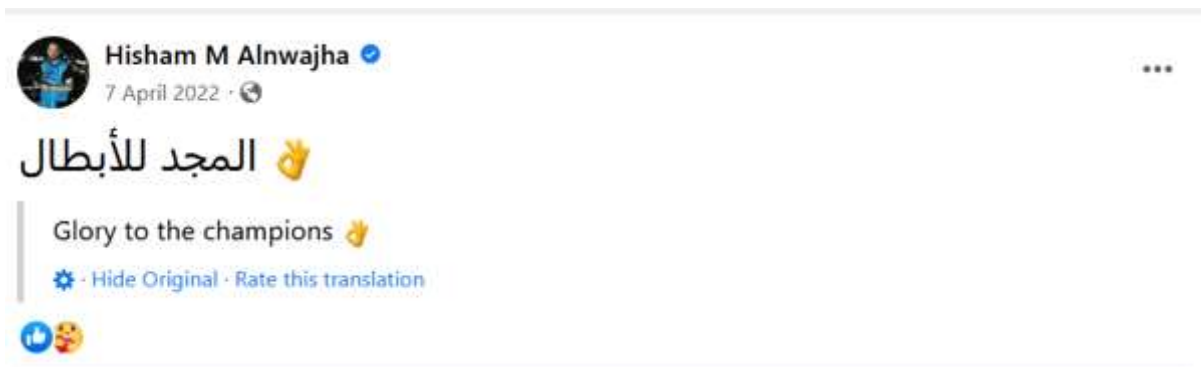 Hisham M Alnwajha
7 April 2022 ·
المجد للأبطال 👌
Glory to the champions 👌
· Hide Original · Rate this translation